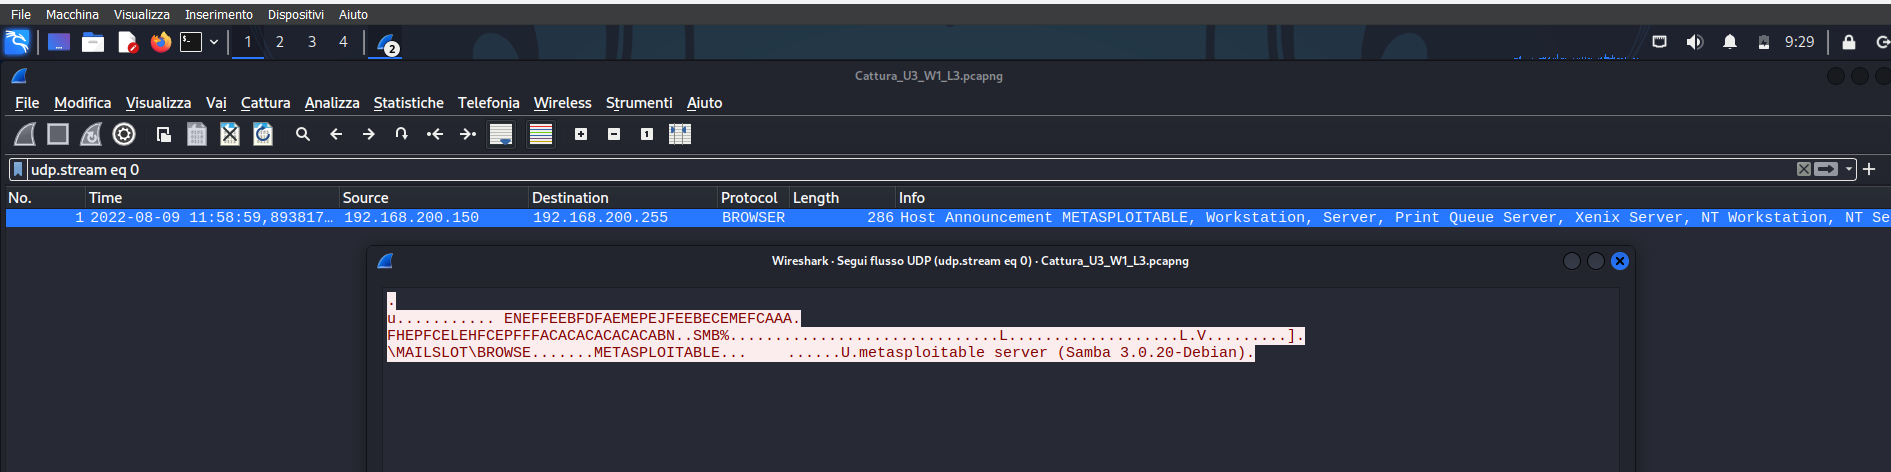 File Macchina Visualizza Inserimento Dispositivi Aiuto
1 2 3 4 2 9:29
Cattura_U3_W1_L3.pcapng
File Modifica Visualizza Vai Cattura Analizza Statistiche Telefonia Wireless Strumenti Aiuto
udp.stream eq 0
No. Time Source Destination Protocol Length Info
1 2022-08-09 11:58:59,893817… 192.168.200.150 192.168.200.255 BROWSER 286 Host Announcement METASPLOITABLE, Workstation, Server, Print Queue Server, Xenix Server, NT Workstation, NT Se
Wireshark · Segui flusso UDP (udp.stream eq 0) · Cattura_U3_W1_L3.pcapng
.
u........... ENEFFEEBFDFAEMEPEJFEEBECEMEFCAAA.
FHEPFCELEHFCEPFFFACACACACACACABN..SMB%..............................L...................L.V.........].
\MAILSLOT\BROWSE.......METASPLOITABLE... ......U.metasploitable server (Samba 3.0.20-Debian).